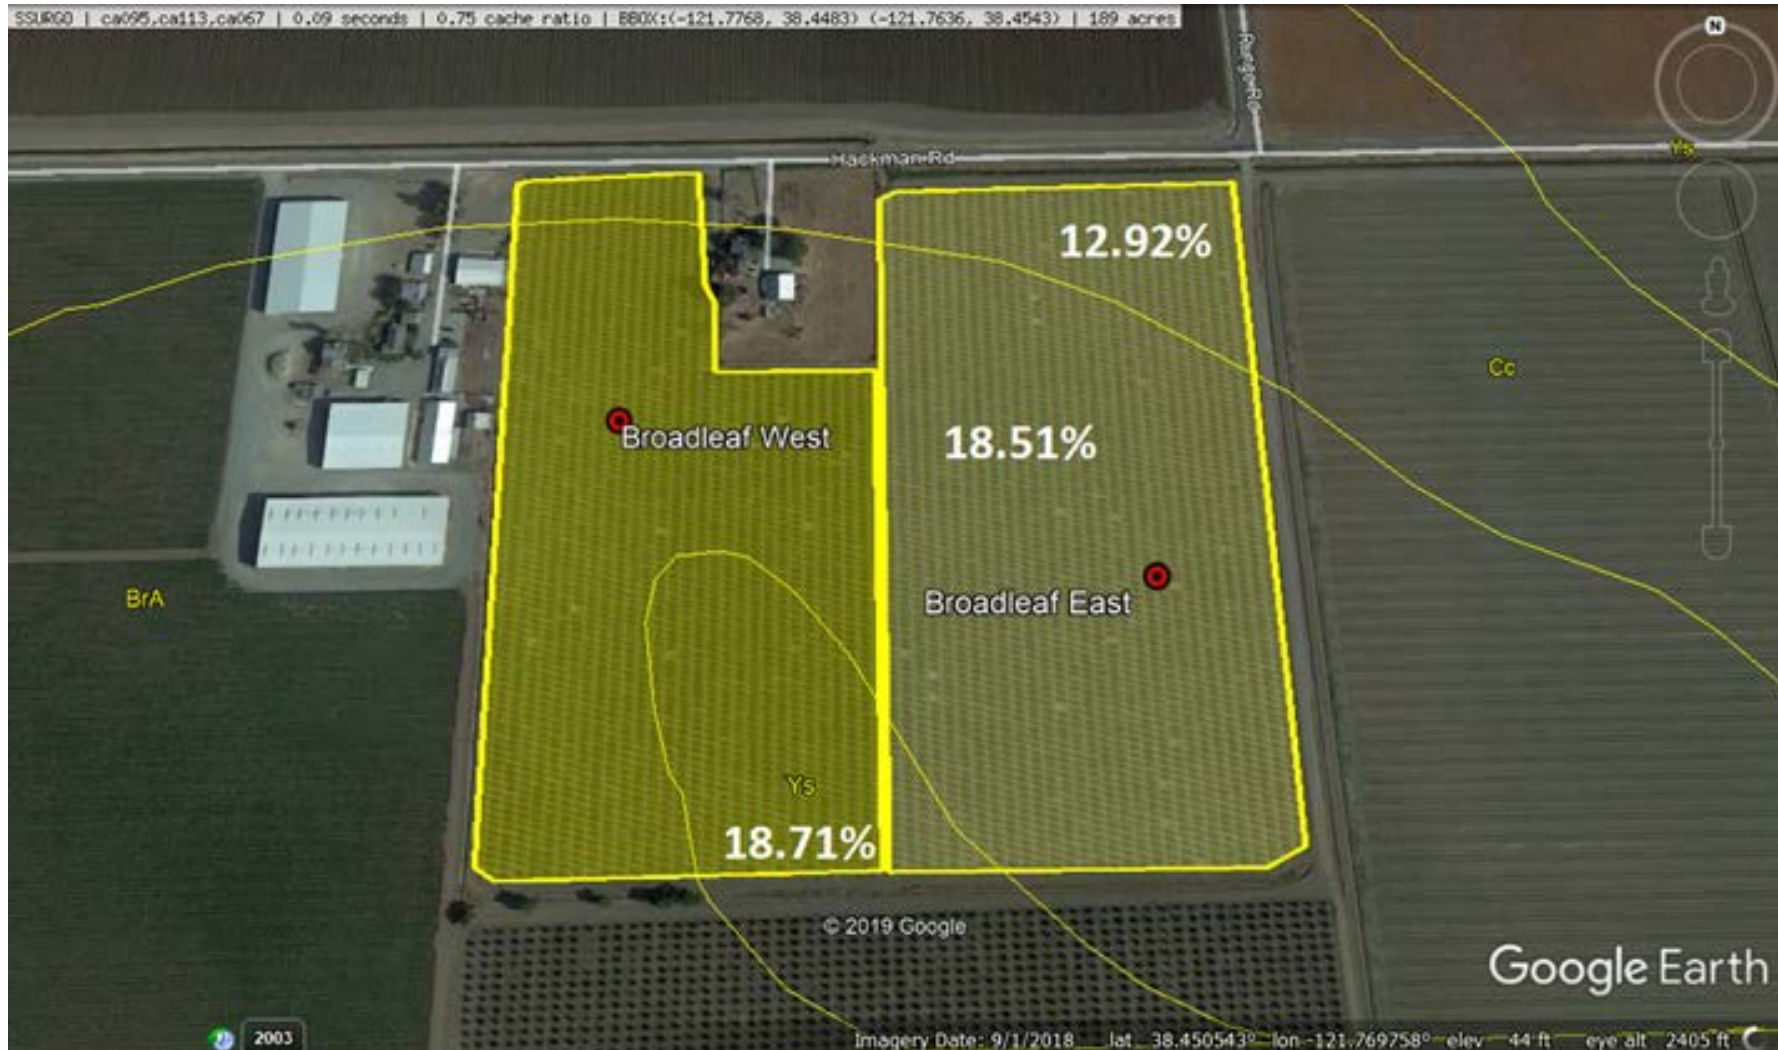 SSURGO | ca095,ca113,ca067 | 0.09 seconds | 0.75 cache ratio | BBOX:(-121.7768, 38.4483) (-121.7636, 38.4543) | 189 acres
N
Hackman Rd
Ys
12.92%
Cc
Broadleaf West
18.51%
BrA
Broadleaf East
Ys
18.71%
© 2019 Google
Google Earth
2003
Imagery Date: 9/1/2018 lat 38.450543° lon -121.769758° elev 44 ft eye alt 2405 ft